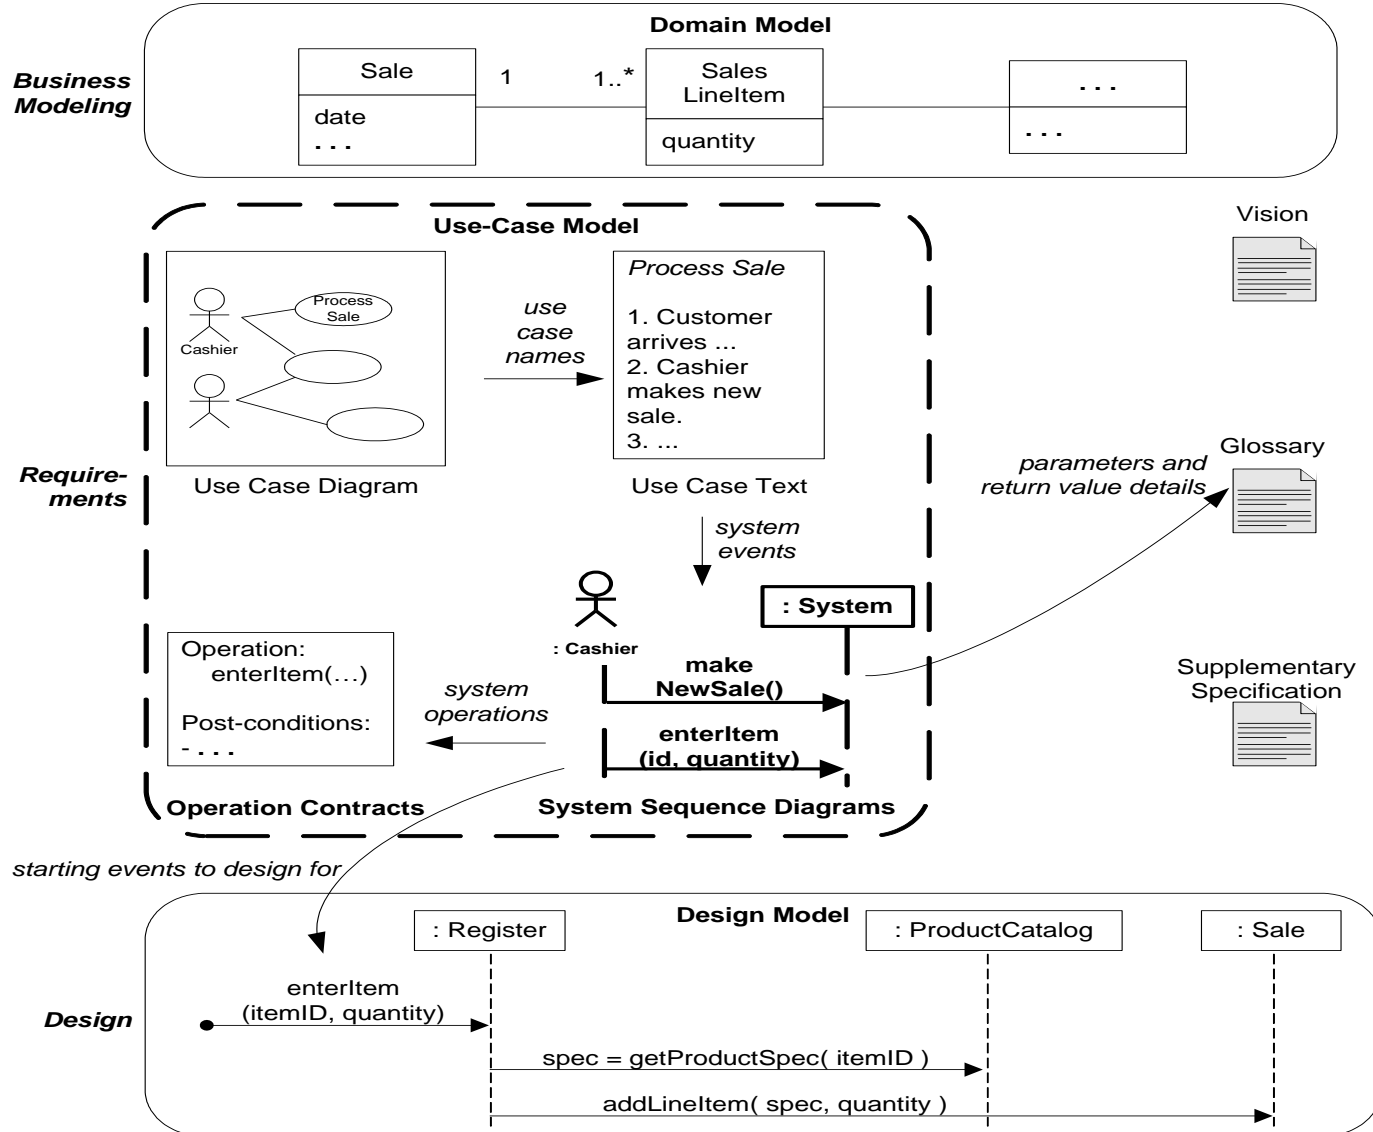 Domain Model
Business
Modeling
Sale
1
1..*
Sales
LineItem
. . .
date
. . .
quantity
. . .
Use-Case Model
Vision
Process
Sale
Cashier
use
case
names
Process Sale
1. Customer
arrives ...
2. Cashier
makes new
sale.
3. ...
Require-
ments
Use Case Diagram
Use Case Text
parameters and
return value details
Glossary
system
events
: System
: Cashier
Operation:
enterItem(…)
Post-conditions:
- . . .
system
operations
make
NewSale()
enterItem
(id, quantity)
Supplementary
Specification
Operation Contracts
System Sequence Diagrams
starting events to design for
Design Model
: Register
: ProductCatalog
: Sale
Design
enterItem
(itemID, quantity)
spec = getProductSpec( itemID )
addLineItem( spec, quantity )